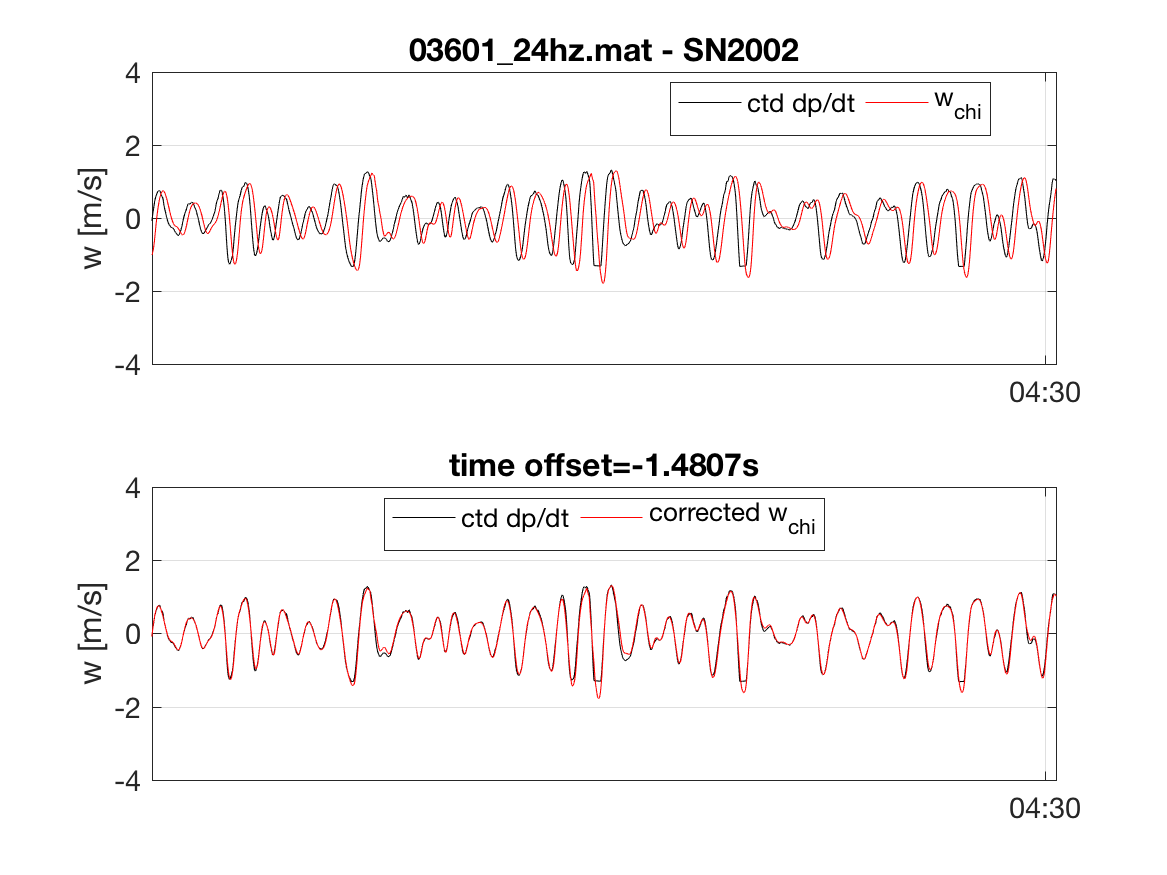 03601_24hz.mat - SN2002
4
ctd dp/dt w_chi
2
0
-2
-4
w [m/s]
04:30
time offset=-1.4807s
4
ctd dp/dt corrected w_chi
2
0
-2
-4
w [m/s]
04:30